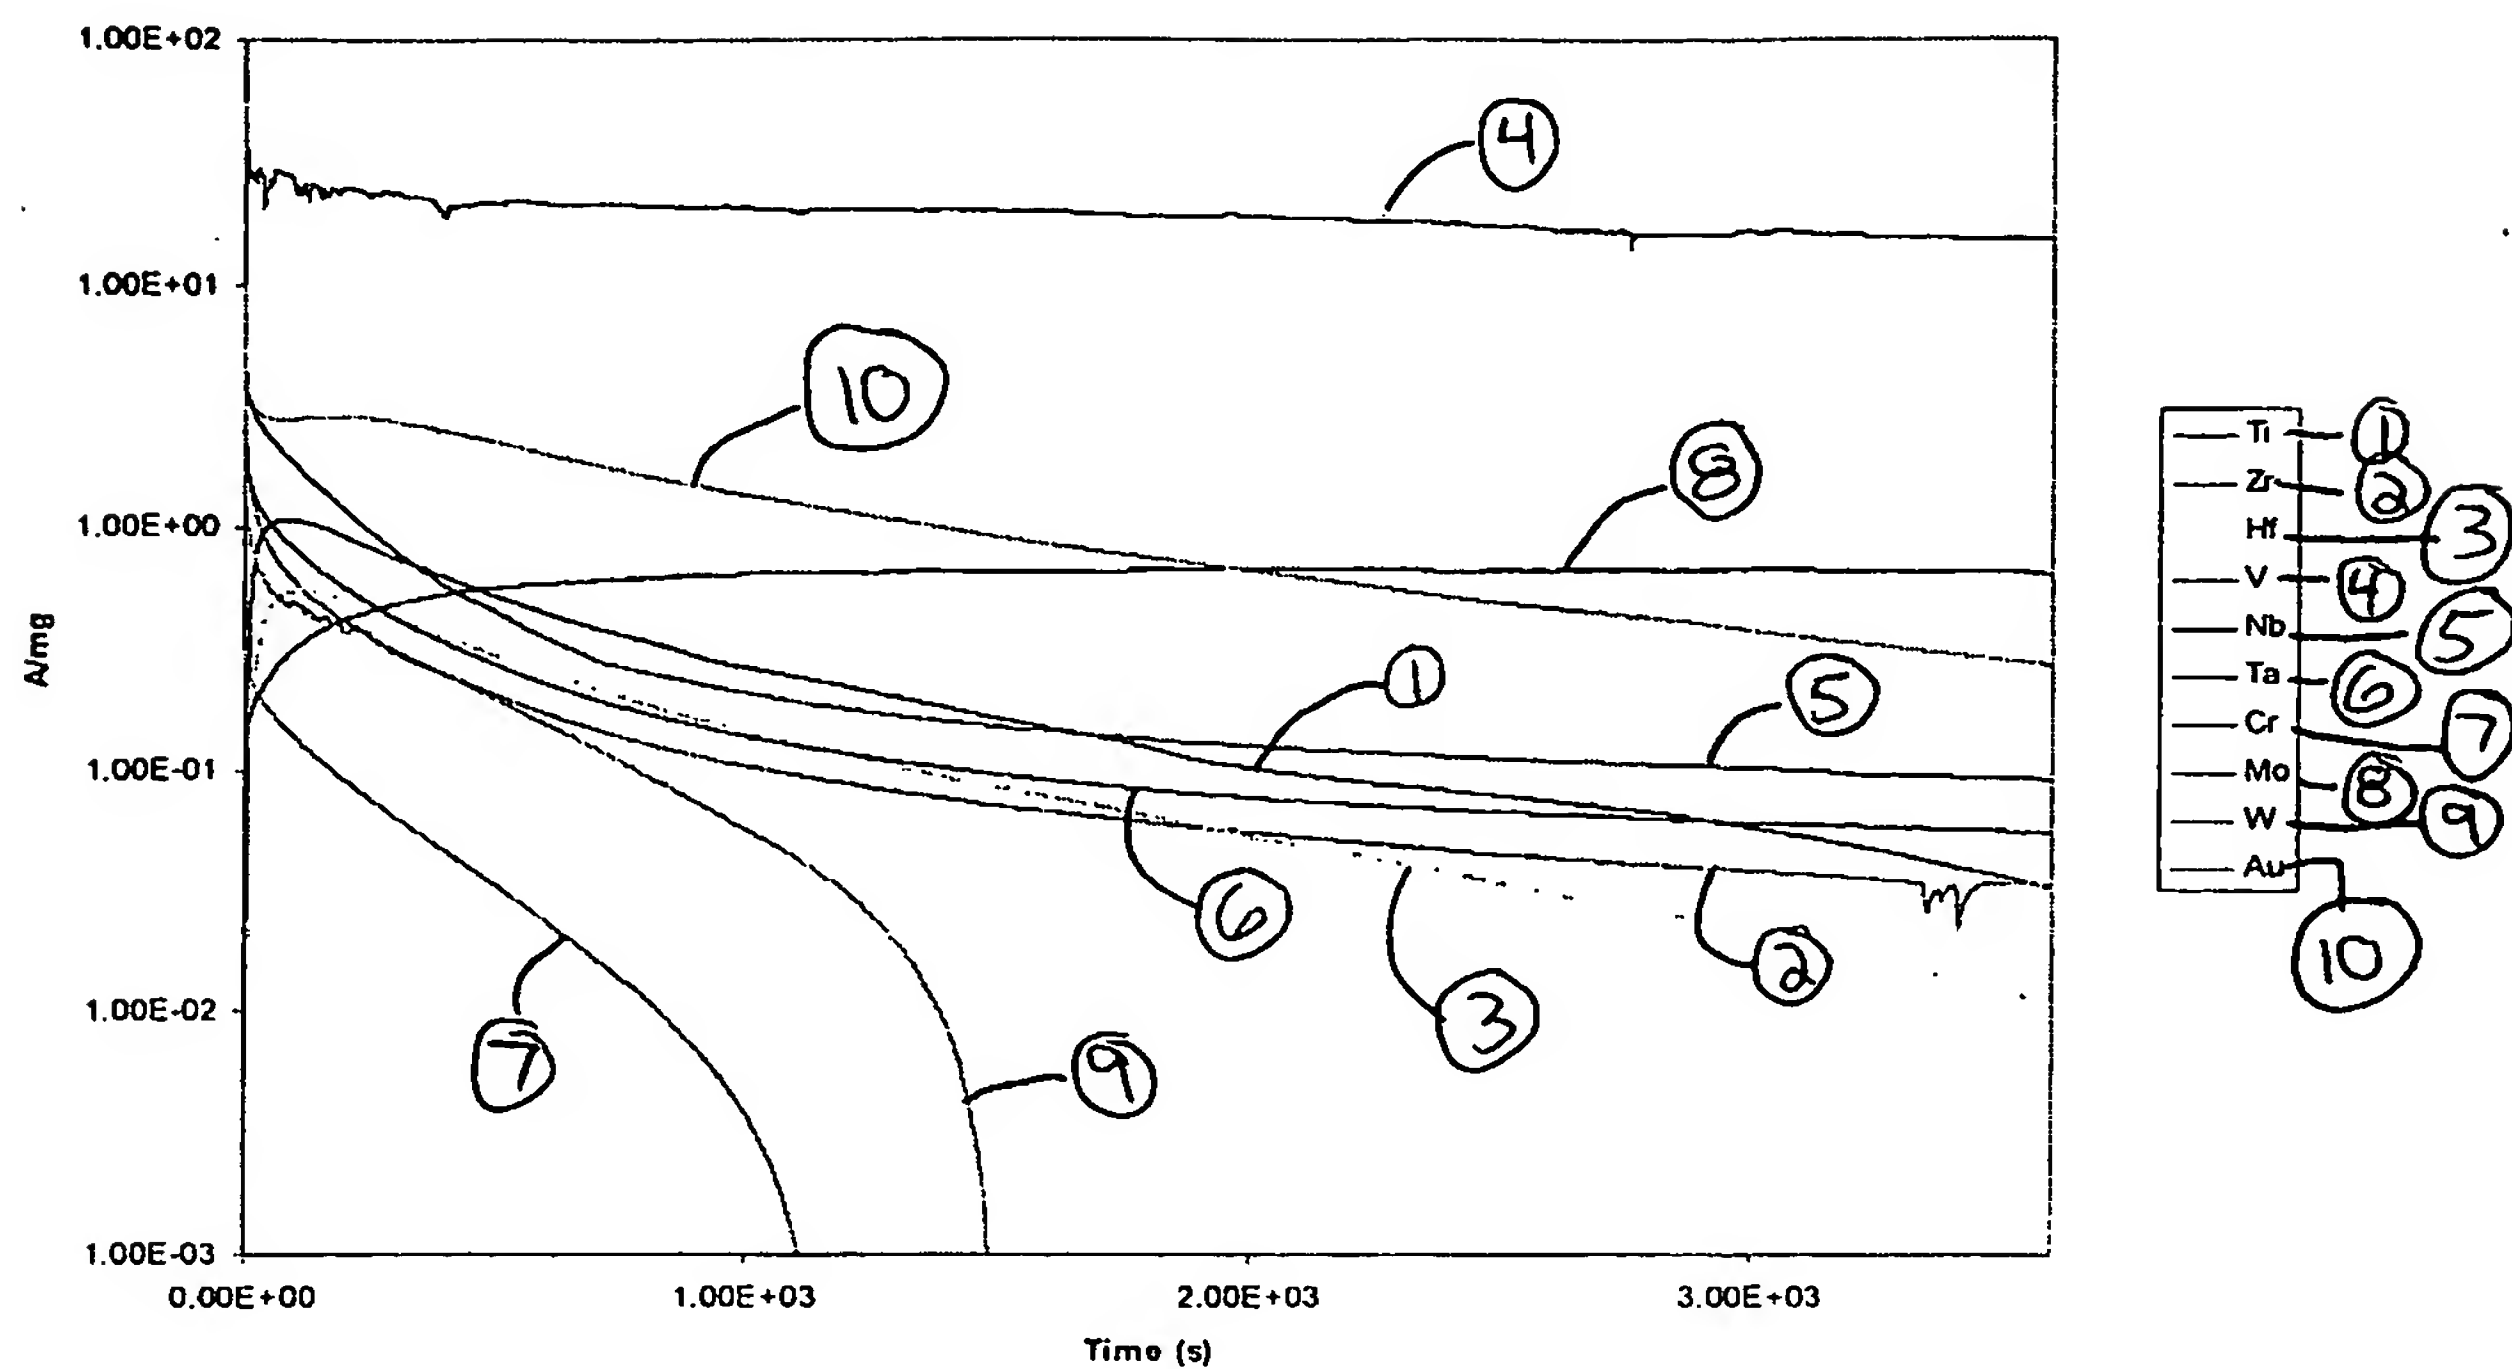 1.00E+02
4
1.00E+01
10
8
1.00E+00
A/mg
1
5
1.00E-01
6
2
3
1.00E-02
7
9
1.00E-03
0.00E+00 1.00E+03 2.00E+03 3.00E+03
Time (s)
Ti 1
Zr 2
Hf 3
V 4
Nb 5
Ta 6
Cr 7
Mo 8
W 9
Au 10